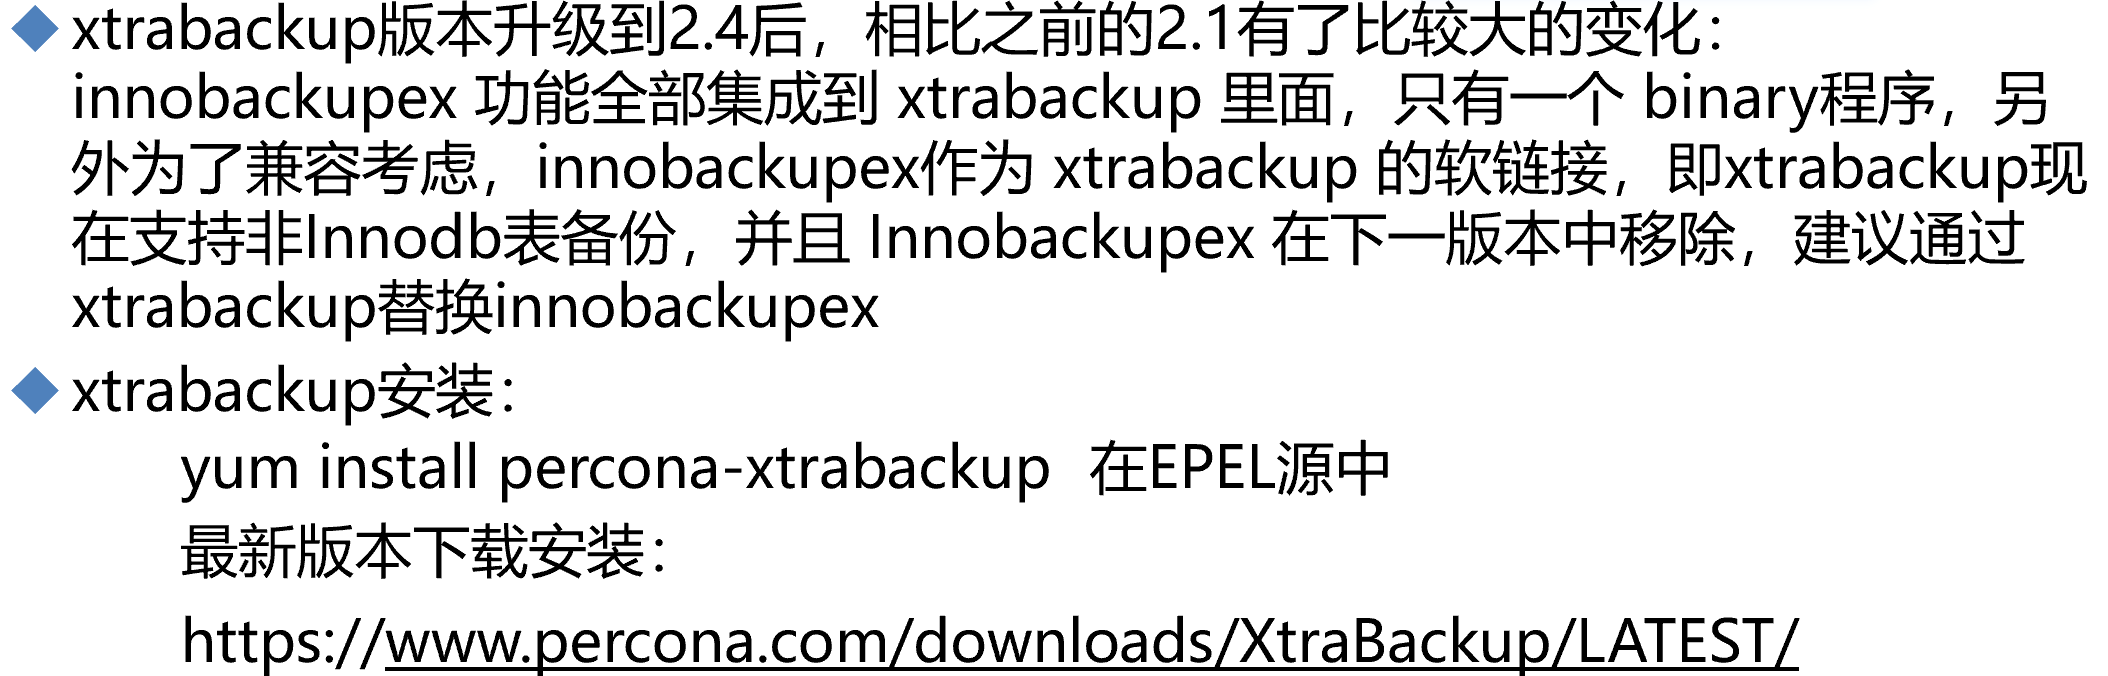 xtrabackup版本升级到2.4后，相比之前的2.1有了比较大的变化：
innobackupex 功能全部集成到 xtrabackup 里面，只有一个 binary程序，另
外为了兼容考虑，innobackupex作为 xtrabackup 的软链接，即xtrabackup现
在支持非Innodb表备份，并且 Innobackupex 在下一版本中移除，建议通过
xtrabackup替换innobackupex
xtrabackup安装：
yum install percona-xtrabackup 在EPEL源中
最新版本下载安装：
https://www.percona.com/downloads/XtraBackup/LATEST/